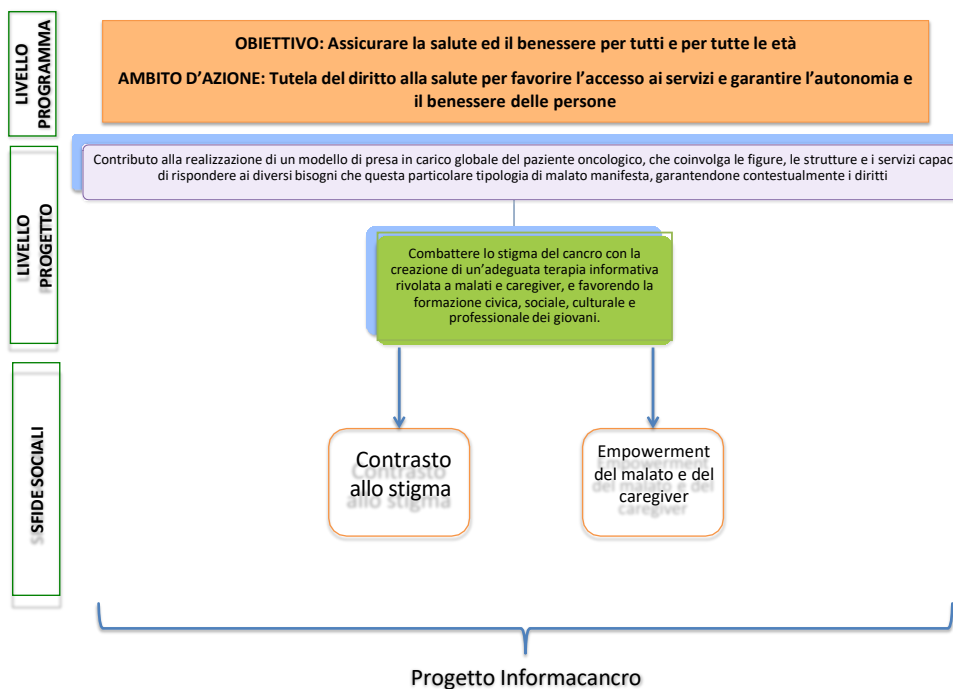 LIVELLO
PROGRAMMA
OBIETTIVO: Assicurare la salute ed il benessere per tutti e per tutte le età
AMBITO D’AZIONE: Tutela del diritto alla salute per favorire l’accesso ai servizi e garantire l’autonomia e
il benessere delle persone
LIVELLO
PROGETTO
Contributo alla realizzazione di un modello di presa in carico globale del paziente oncologico, che coinvolga le figure, le strutture e i servizi capac
di rispondere ai diversi bisogni che questa particolare tipologia di malato manifesta, garantendone contestualmente i diritti
Combattere lo stigma del cancro con la
creazione di un’adeguata terapia informativa
rivolata a malati e caregiver, e favorendo la
formazione civica, sociale, culturale e
professionale dei giovani.
SFIDE SOCIALI
Contrasto
allo stigma
Empowerment
del malato e del
caregiver
Progetto Informacancro